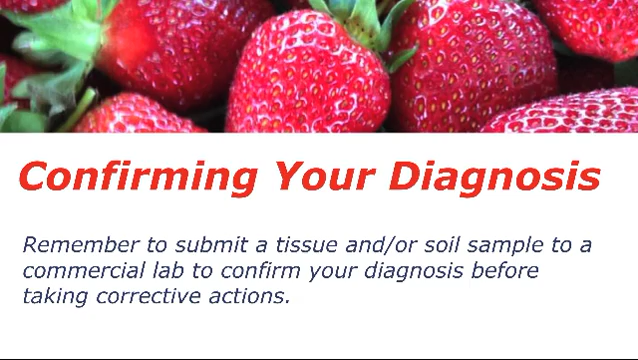 Confirming Your Diagnosis
Remember to submit a tissue and/or soil sample to a
commercial lab to confirm your diagnosis before
taking corrective actions.